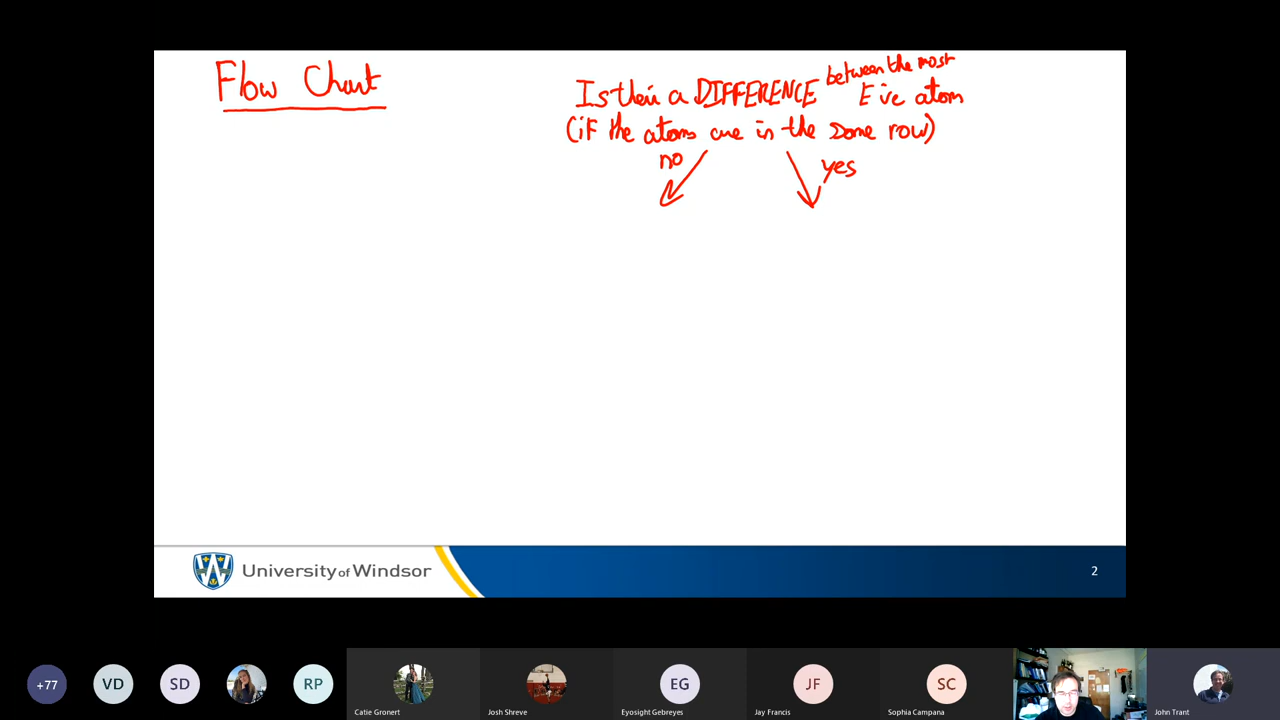 Flow Chart
Is their a DIFFERENCE between the most
E ive atom
(if the atoms are in the same row)
no
yes
University of Windsor
2
+77
VD
SD
RP
EG
JF
SC
Catie Gronert
Josh Shreve
Eyosight Gebreyes
Jay Francis
Sophia Campana
John Trant